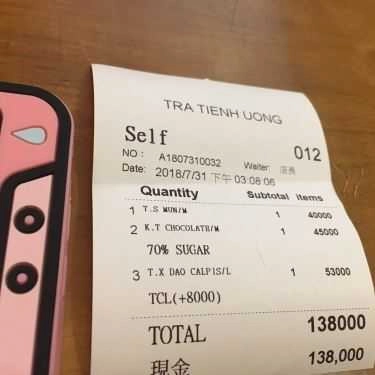 TRA TIENH UONG
Self
012
NO : A1807310032 Waiter: 店長
Date: 2018/7/31 下午 03:08:06
Quantity Subtotal items
1 T.S MUN/M 1 40000
2 K.T CHOCOLATE/M 1 45000
70% SUGAR
3 T.X DAO CALPIS/L 1 53000
TCL(+8000)
TOTAL 138000
現金 138,000